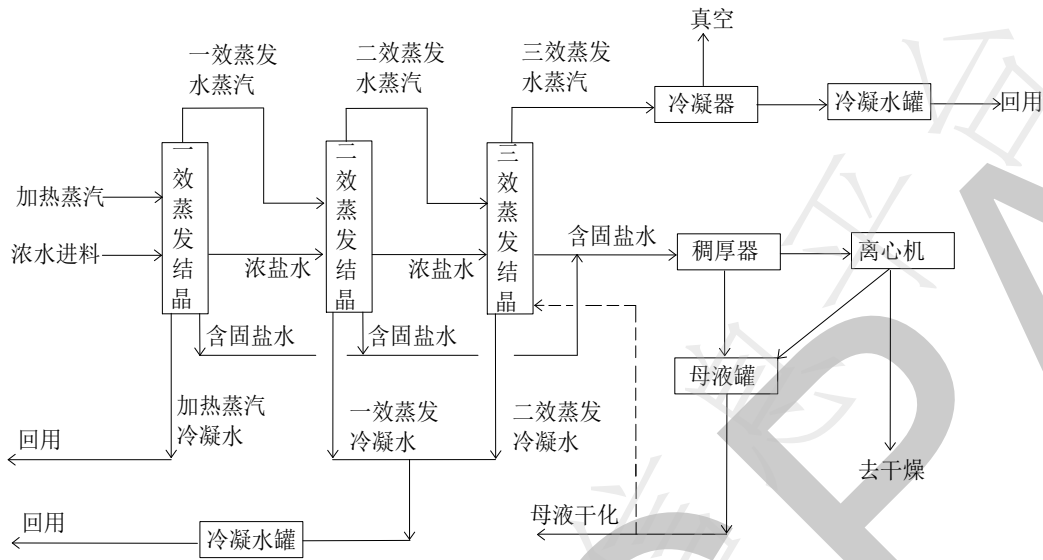 真空
一效蒸发
水蒸汽
二效蒸发
水蒸汽
三效蒸发
水蒸汽
冷凝器
冷凝水罐
回用
一效蒸发结晶
二效蒸发结晶
三效蒸发结晶
加热蒸汽
浓水进料
浓盐水
浓盐水
含固盐水
稠厚器
离心机
含固盐水
含固盐水
母液罐
加热蒸汽
冷凝水
一效蒸发
冷凝水
二效蒸发
冷凝水
回用
去干燥
母液干化
回用
冷凝水罐